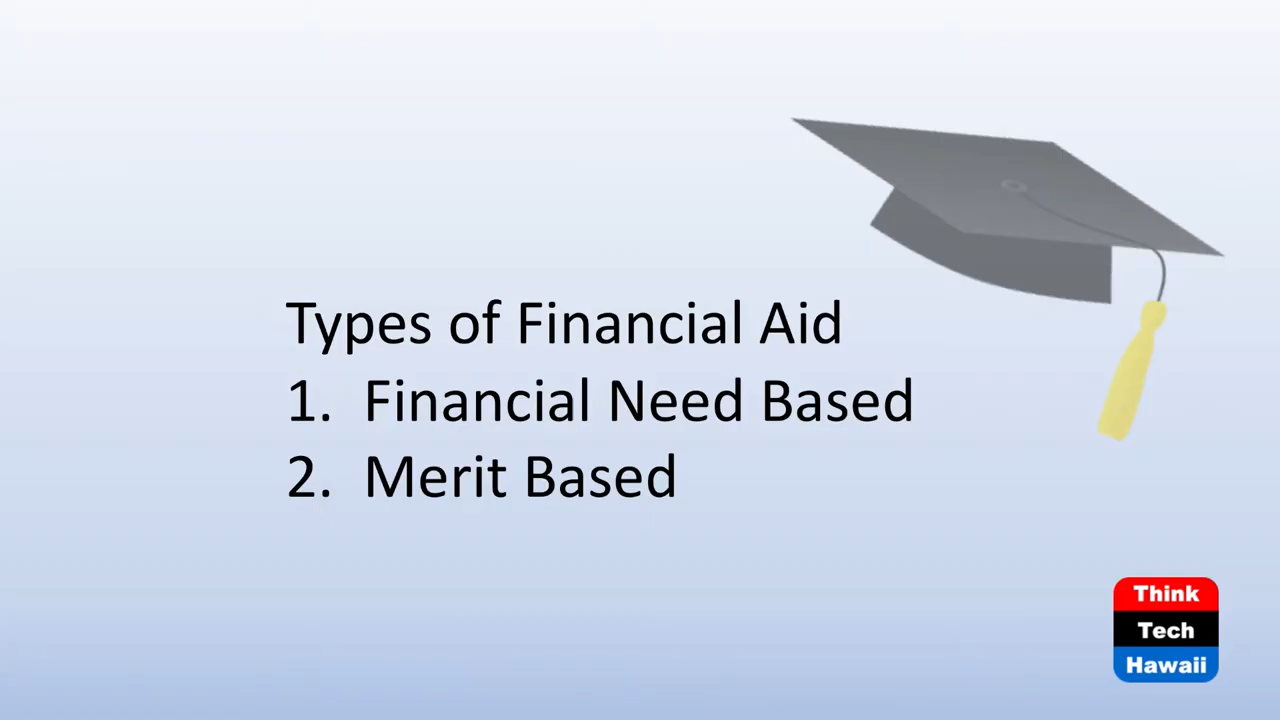 Types of Financial Aid
1. Financial Need Based
2. Merit Based
Think
Tech
Hawaii